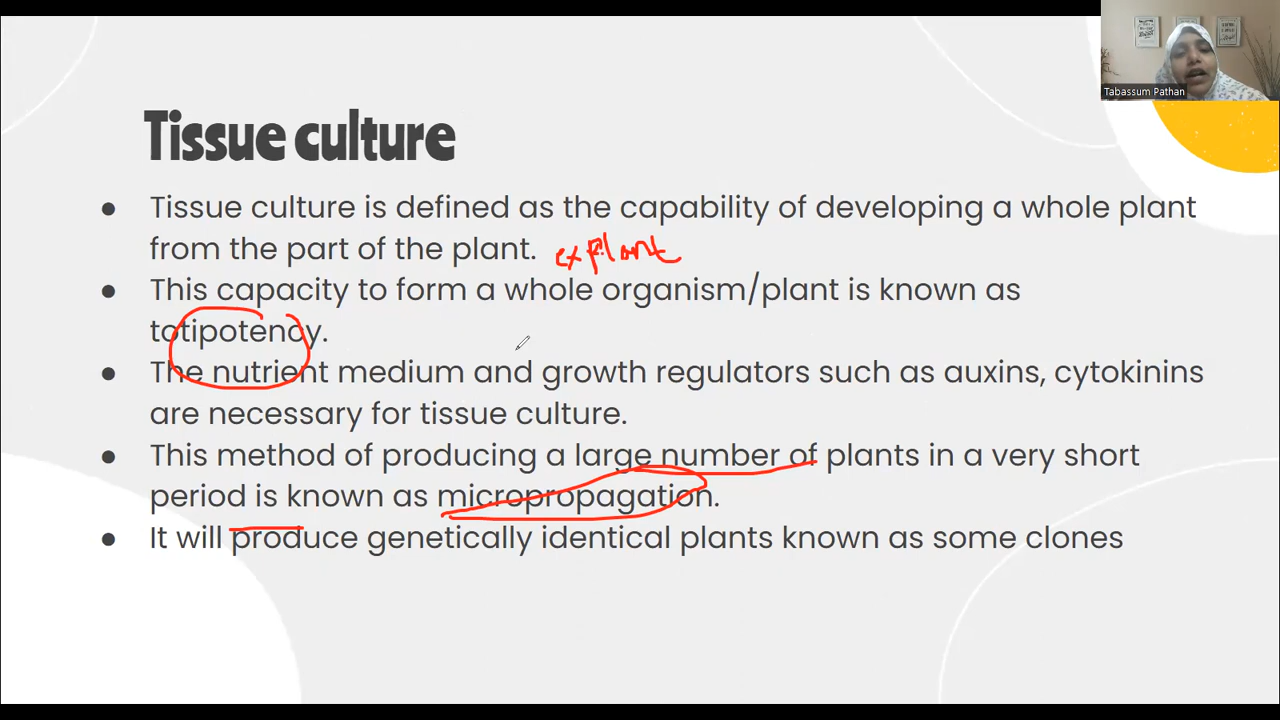 Tabassum Pathan
Tissue culture
● Tissue culture is defined as the capability of developing a whole plant
from the part of the plant. explant
● This capacity to form a whole organism/plant is known as
totipotency.
● The nutrient medium and growth regulators such as auxins, cytokinins
are necessary for tissue culture.
● This method of producing a large number of plants in a very short
period is known as micropropagation.
● It will produce genetically identical plants known as some clones